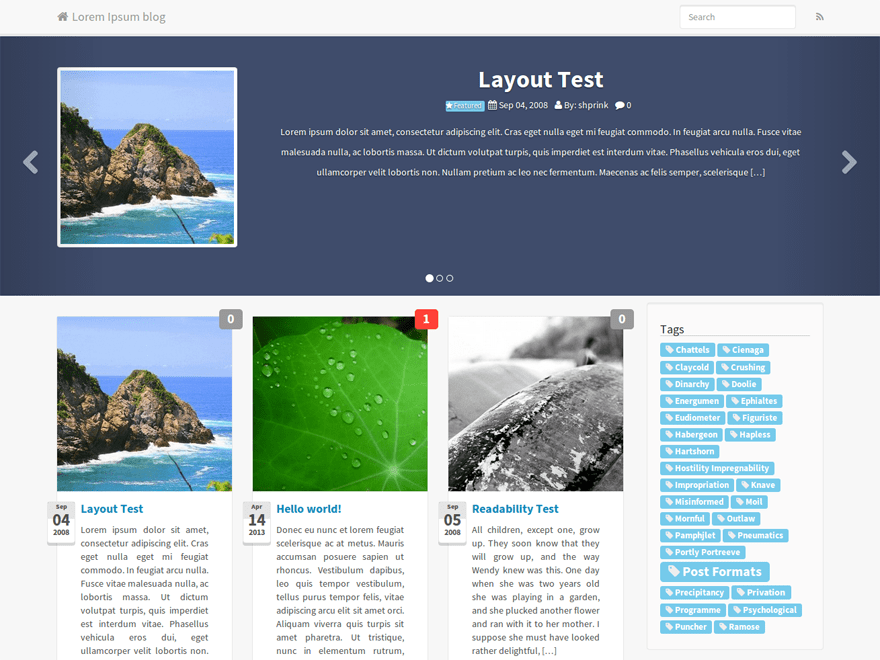 Lorem Ipsum blog
Search
Layout Test
Featured Sep 04, 2008 By: shprink 0
Lorem ipsum dolor sit amet, consectetur adipiscing elit. Cras eget nulla eget mi feugiat commodo. In feugiat arcu nulla. Fusce vitae
malesuada nulla, ac lobortis massa. Ut dictum volutpat turpis, quis imperdiet est interdum vitae. Phasellus vehicula eros dui, eget
ullamcorper velit lobortis non. Nullam pretium ac leo nec fermentum. Maecenas ac felis semper, scelerisque [...]
0
Sep
04
2008
Layout Test
Lorem ipsum dolor sit amet,
consectetur adipiscing elit. Cras
eget nulla eget mi feugiat
commodo. In feugiat arcu nulla.
Fusce vitae malesuada nulla, ac
lobortis massa. Ut dictum
volutpat turpis, quis imperdiet
est interdum vitae. Phasellus
vehicula eros dui, eget
ullamcorper velit lobortis non.
1
Apr
14
2013
Hello world!
Donec eu nunc et lorem feugiat
scelerisque ac at metus. Mauris
accumsan posuere sapien ut
rhoncus. Vestibulum dapibus,
leo quis tempor vestibulum,
tellus purus tempor felis, vitae
adipiscing arcu elit sit amet orci.
Aliquam viverra quis turpis sit
amet pharetra. Ut tristique,
nunc in elementum rutrum,
0
Sep
05
2008
Readability Test
All children, except one, grow
up. They soon know that they
will grow up, and the way
Wendy knew was this. One day
when she was two years old
she was playing in a garden,
and she plucked another flower
and ran with it to her mother. I
suppose she must have looked
rather delightful, [...]
Tags
Chattels Cienaga
Claycold Crushing
Dinarchy Doolie
Energumen Ephialtes
Eudiometer Figuriste
Habergeon Hapless
Hartshorn
Hostility Impregnability
Impropriation Knave
Misinformed Moil
Mornful Outlaw
Pamphjlet Pneumatics
Portly Portreeve
Post Formats
Precipitancy Privation
Programme Psychological
Puncher Ramose